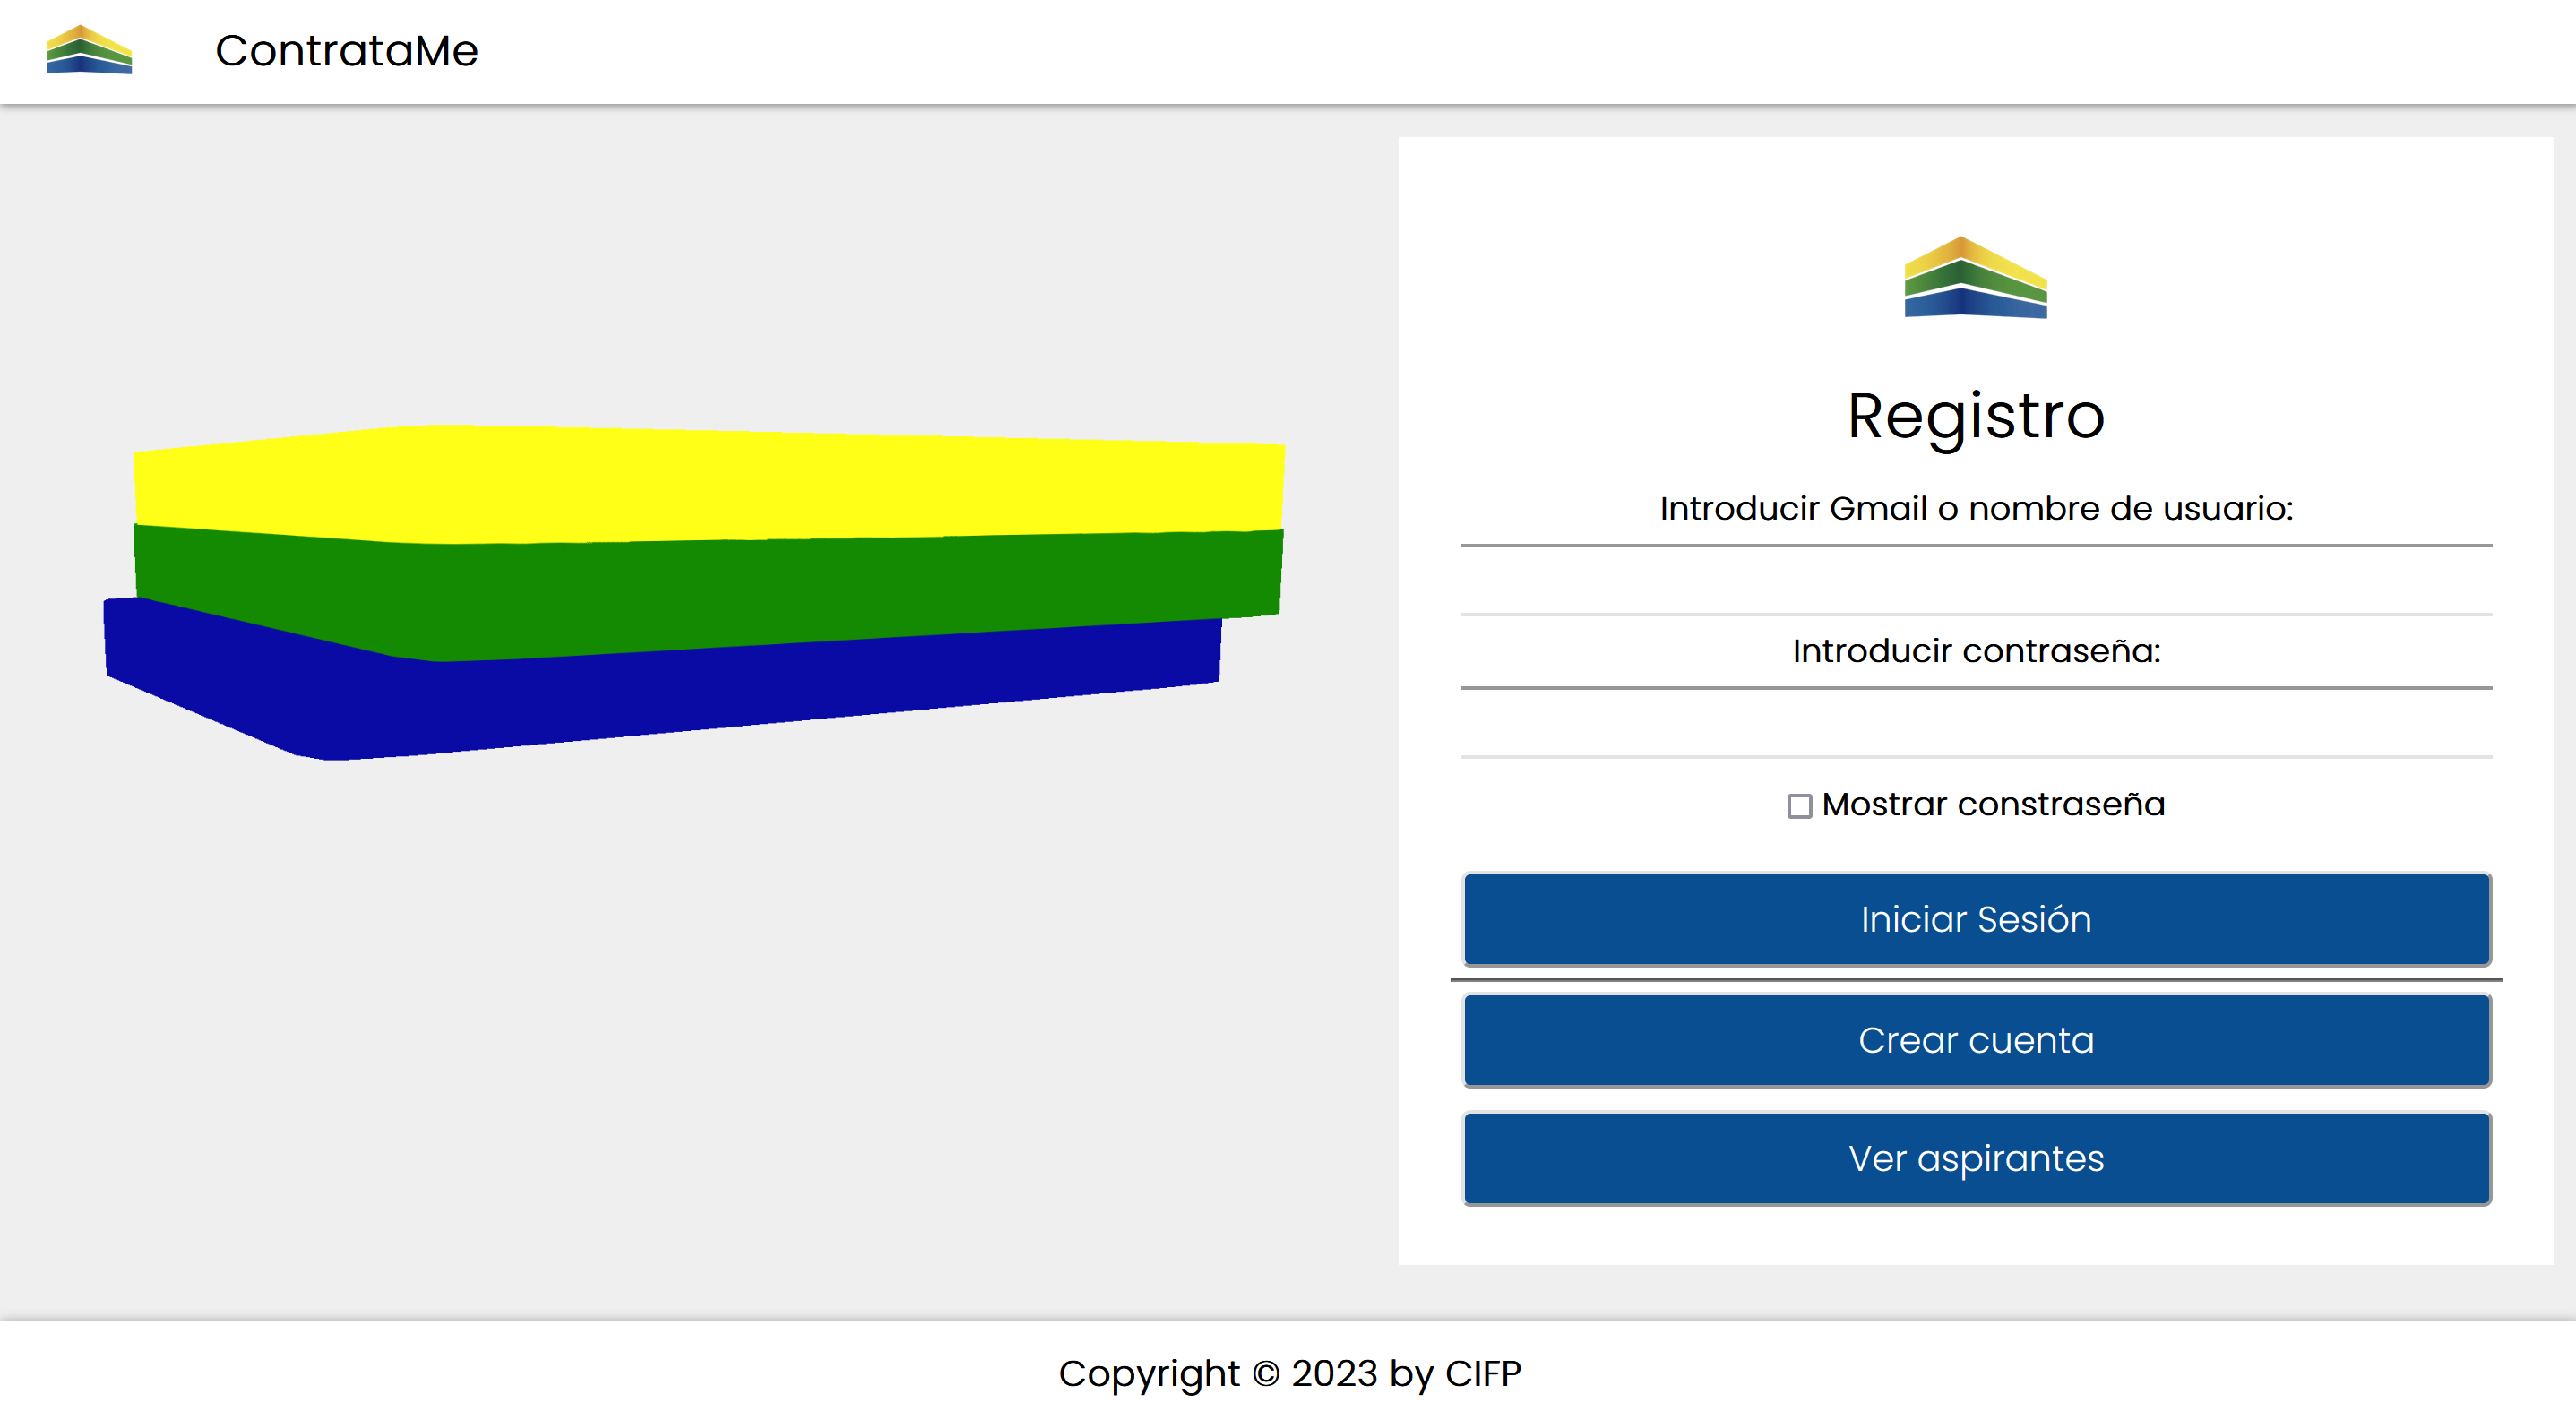 ContrataMe
Registro
Introducir Gmail o nombre de usuario:
Introducir contraseña:
Mostrar constraseña
Iniciar Sesión
Crear cuenta
Ver aspirantes
Copyright © 2023 by CIFP